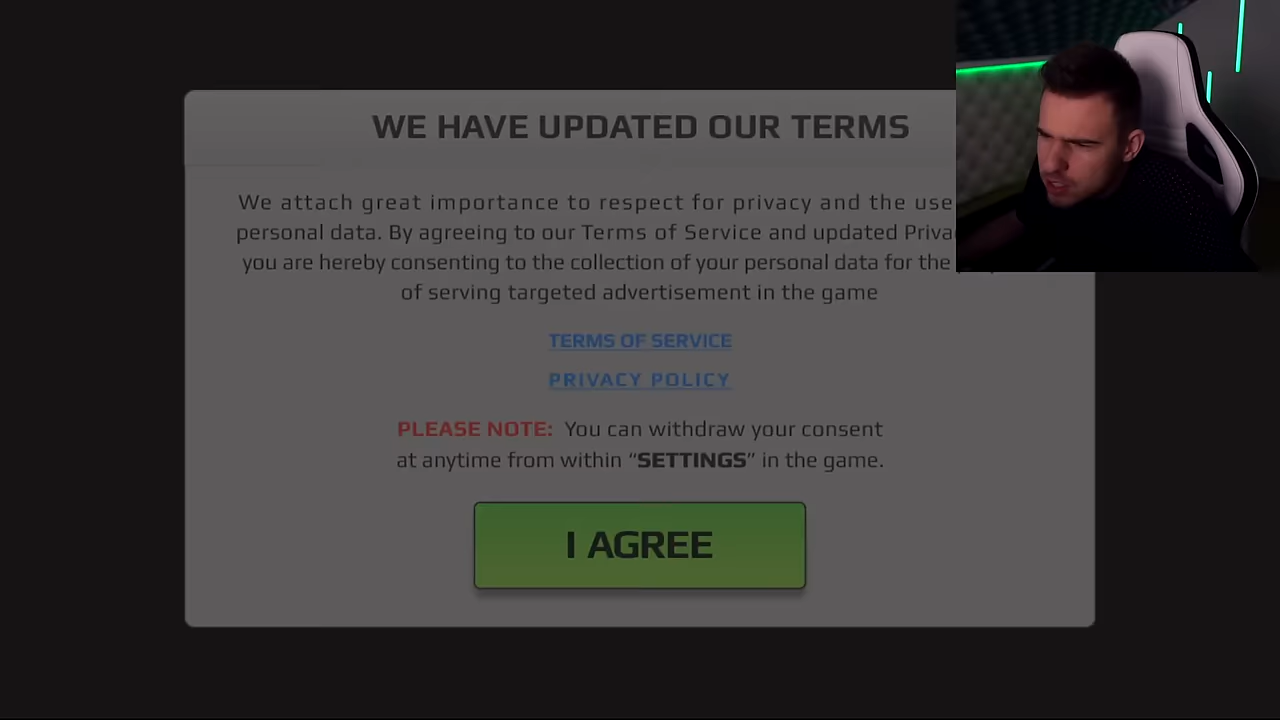 WE HAVE UPDATED OUR TERMS
We attach great importance to respect for privacy and the use
personal data. By agreeing to our Terms of Service and updated
you are hereby consenting to the collection of your personal data for the
of serving targeted advertisement in the game
TERMS OF SERVICE
PRIVACY POLICY
PLEASE NOTE: You can withdraw your consent
at anytime from within “SETTINGS” in the game.
I AGREE